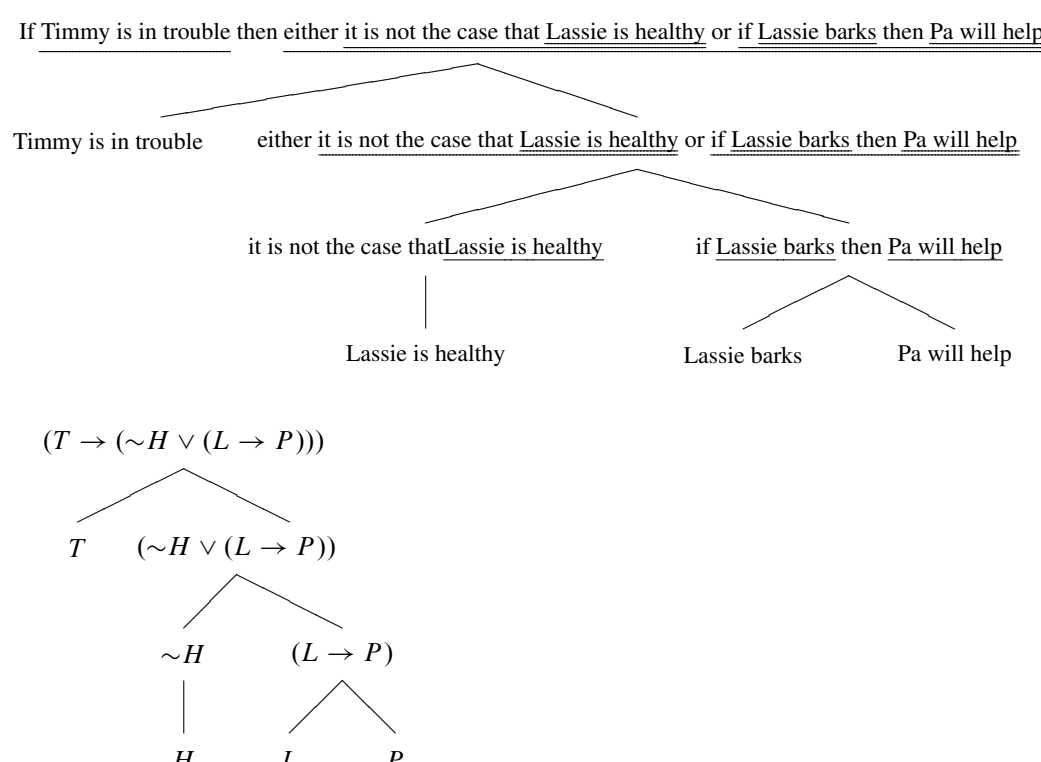 If Timmy is in trouble then either it is not the case that Lassie is healthy or if Lassie barks then Pa will help
Timmy is in trouble either it is not the case that Lassie is healthy or if Lassie barks then Pa will help
it is not the case thatLassie is healthy if Lassie barks then Pa will help
Lassie is healthy Lassie barks Pa will help
(T → (∼H ∨ (L → P)))
T (∼H ∨ (L → P))
∼H (L → P)
H L P